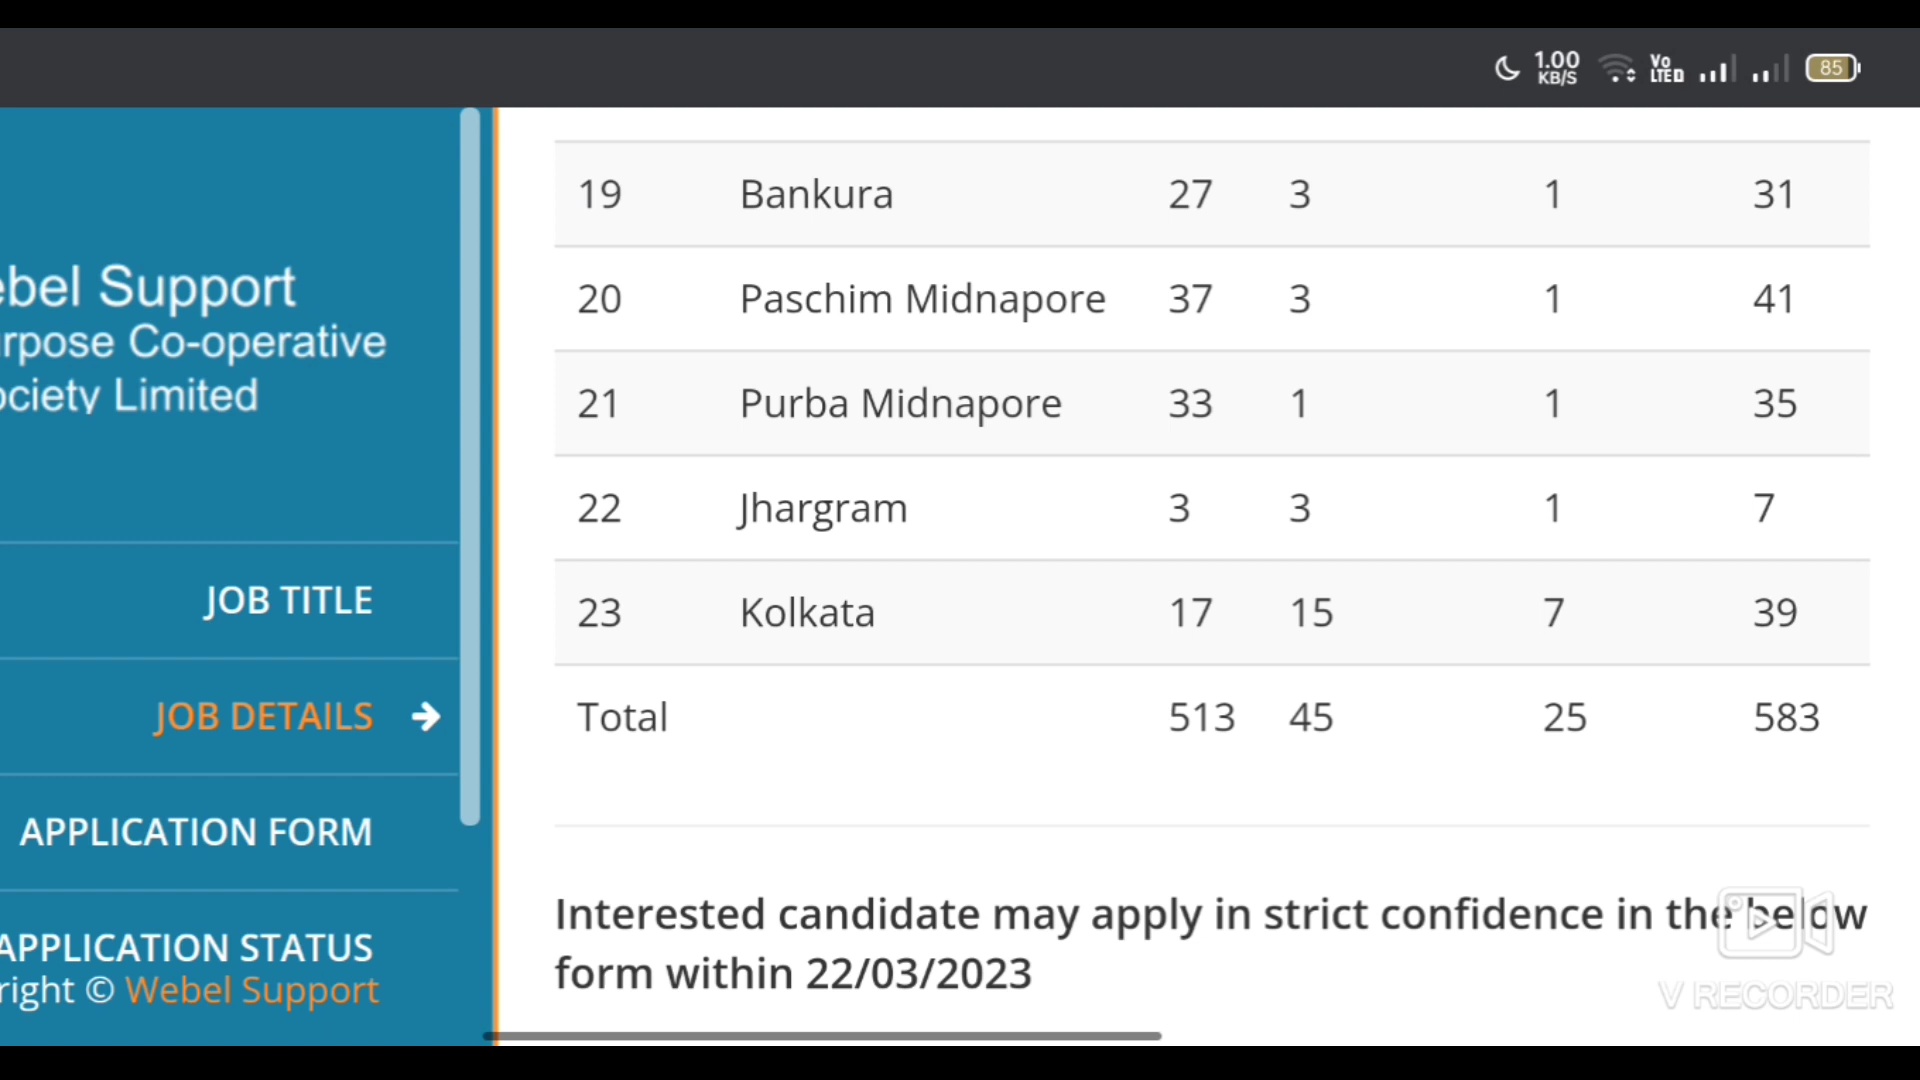 1.00
KB/S
Vo
LTE
85
19 Bankura 27 3 1 31
20 Paschim Midnapore 37 3 1 41
21 Purba Midnapore 33 1 1 35
22 Jhargram 3 3 1 7
23 Kolkata 17 15 7 39
Total 513 45 25 583
Interested candidate may apply in strict confidence in the below
form within 22/03/2023
ebel Support
rpose Co-operative
ociety Limited
JOB TITLE
JOB DETAILS
APPLICATION FORM
APPLICATION STATUS
right © Webel Support
V RECORDER